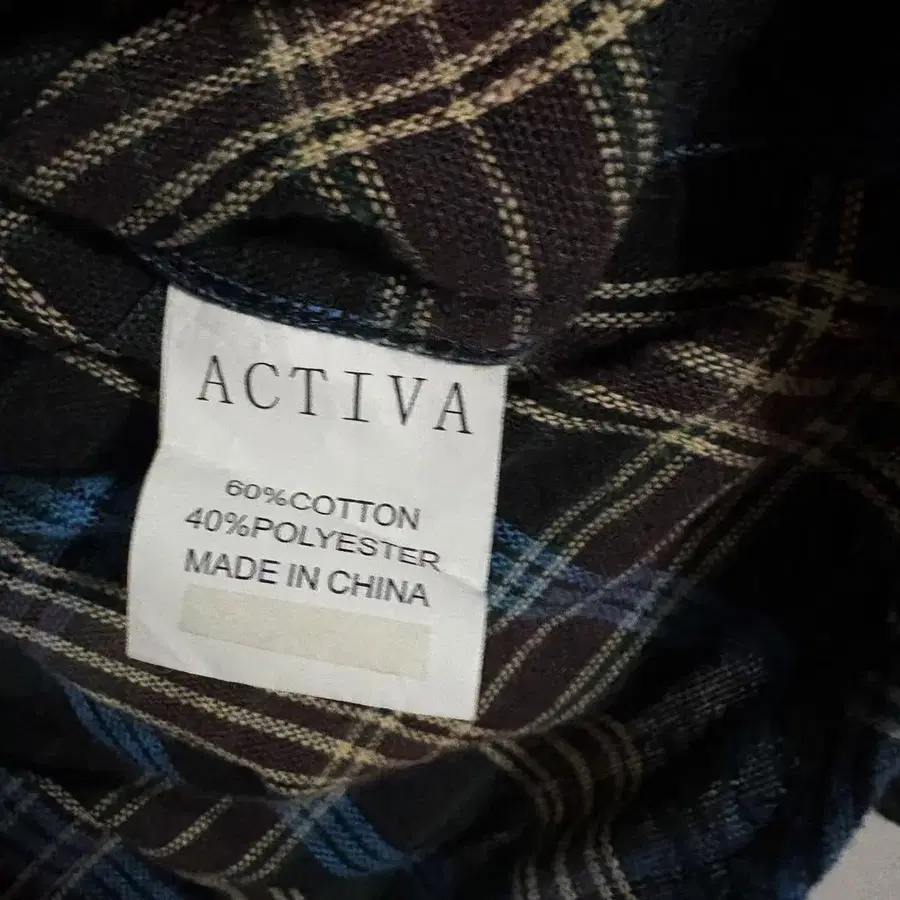 ACTIVA
60%COTTON
40%POLYESTER
MADE IN CHINA